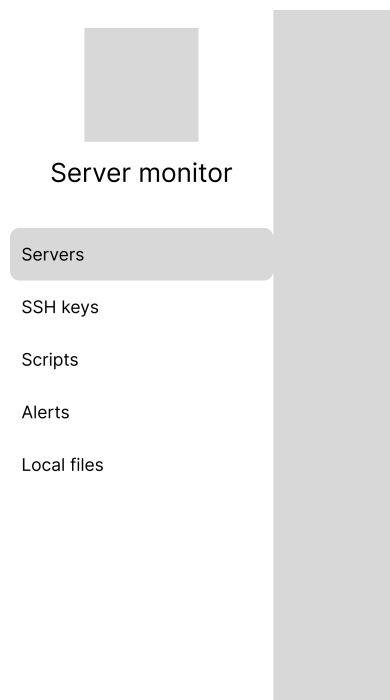 Server monitor
Servers
SSH keys
Scripts
Alerts
Local files